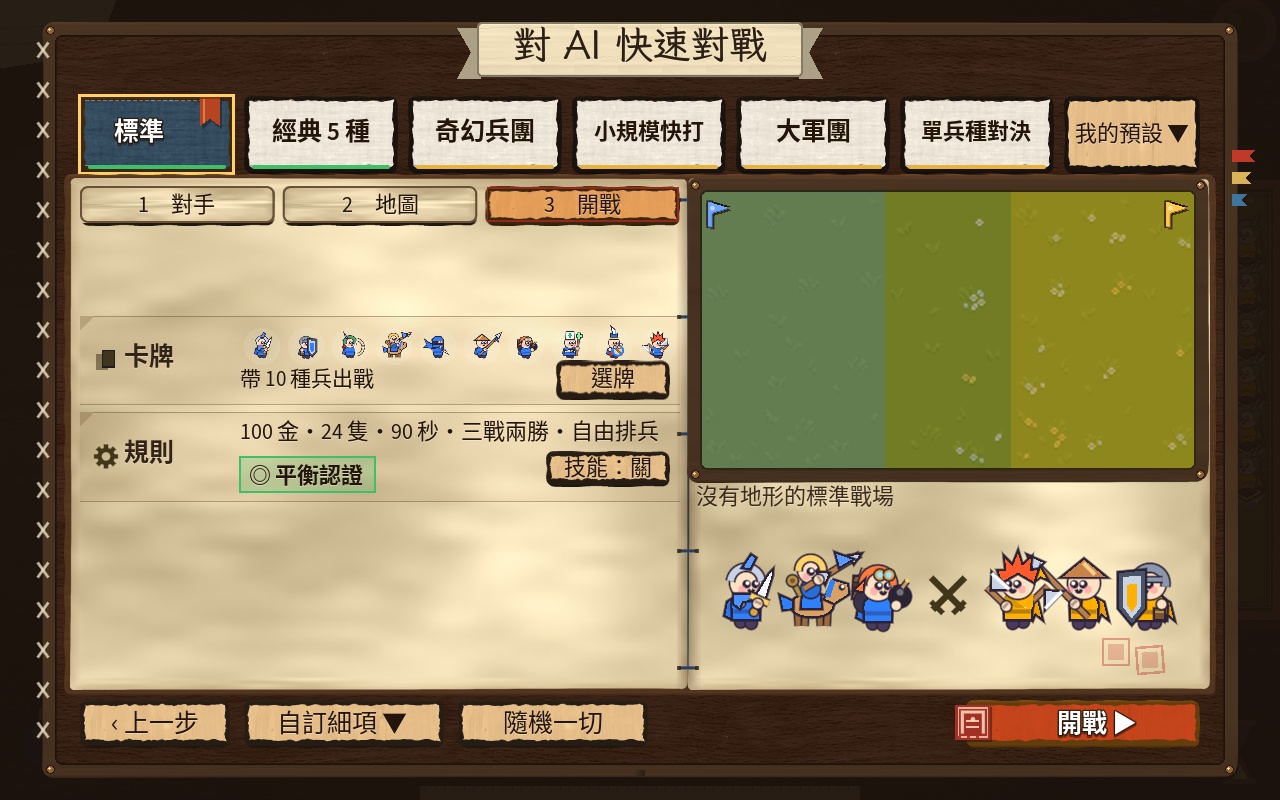 對 AI 快速對戰
標準
經典 5 種
奇幻兵團
小規模快打
大軍團
單兵種對決
我的預設 ▼
1 對手
2 地圖
3 開戰
卡牌
帶 10 種兵出戰
選牌
規則
100 金・24 隻・90 秒・三戰兩勝・自由排兵
◎ 平衡認證
技能：關
沒有地形的標準戰場
‹ 上一步
自訂細項 ▼
隨機一切
開戰 ▶